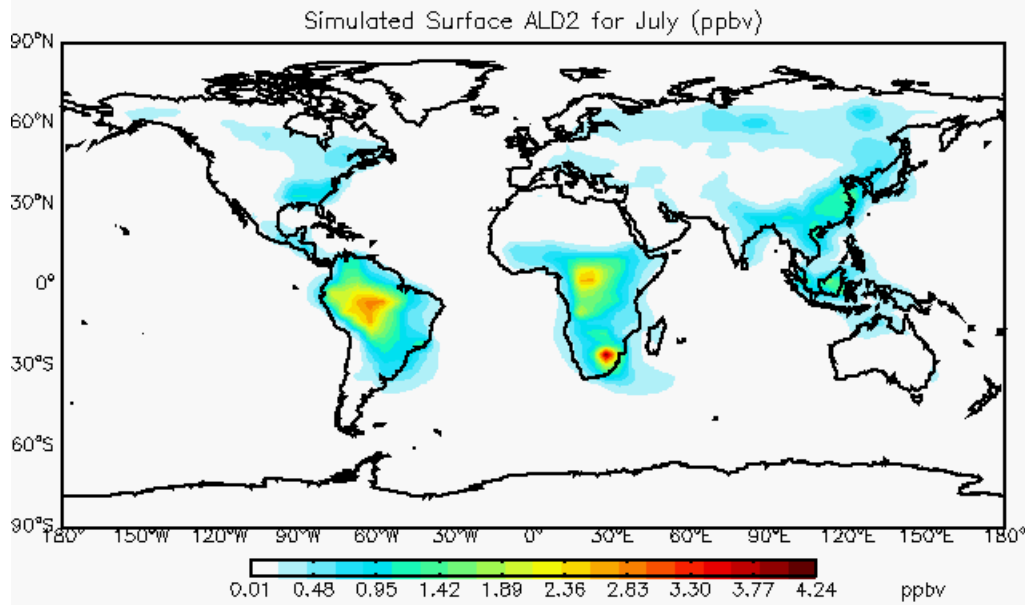 Simulated Surface ALD2 for July (ppbv)
90°N
60°N
30°N
0°
30°S
60°S
90°S
180°W 150°W 120°W 90°W 60°W 30°W 0° 30°E 60°E 90°E 120°E 150°E 180°E
0.01 0.48 0.95 1.42 1.89 2.36 2.83 3.30 3.77 4.24 ppbv